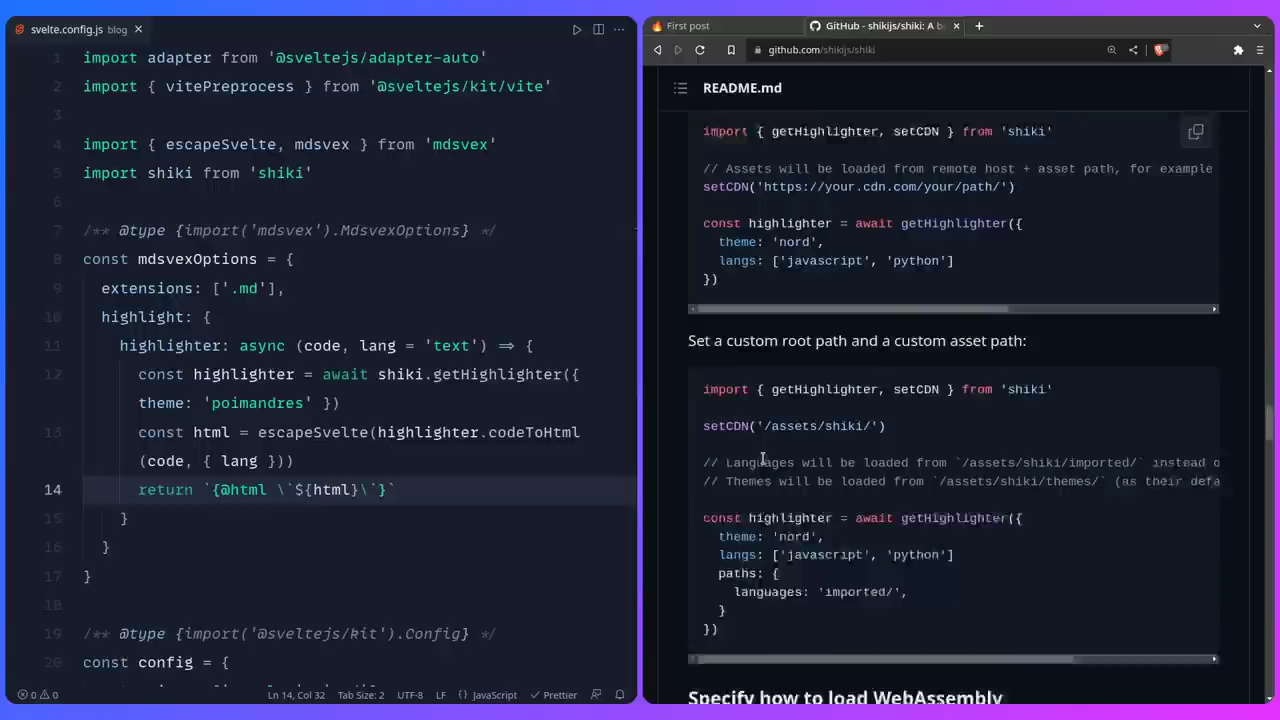 svelte.config.js blog
1 import adapter from '@sveltejs/adapter-auto'
2 import { vitePreprocess } from '@sveltejs/kit/vite'
3
4 import { escapeSvelte, mdsvex } from 'mdsvex'
5 import shiki from 'shiki'
6
7 /** @type {import('mdsvex').MdsvexOptions} */
8 const mdsvexOptions = {
9 extensions: ['.md'],
10 highlight: {
11 highlighter: async (code, lang = 'text') ⇒ {
12 const highlighter = await shiki.getHighlighter({
theme: 'poimandres' })
13 const html = escapeSvelte(highlighter.codeToHtml
(code, { lang }))
14 return `{@html \`${html}\`}`
15 }
16 }
17 }
18
19 /** @type {import('@sveltejs/kit').Config} */
20 const config = {
0 0 Ln 14, Col 32 Tab Size: 2 UTF-8 LF {} JavaScript Prettier
First post
GitHub - shikijs/shiki: A b
github.com/shikijs/shiki
README.md
import { getHighlighter, setCDN } from 'shiki'
// Assets will be loaded from remote host + asset path, for example
setCDN('https://your.cdn.com/your/path/')
const highlighter = await getHighlighter({
theme: 'nord',
langs: ['javascript', 'python']
})
Set a custom root path and a custom asset path:
import { getHighlighter, setCDN } from 'shiki'
setCDN('/assets/shiki/')
// Languages will be loaded from `/assets/shiki/imported/` instead o
// Themes will be loaded from `/assets/shiki/themes/` (as their defa
const highlighter = await getHighlighter({
theme: 'nord',
langs: ['javascript', 'python']
paths: {
languages: 'imported/',
}
})
Specify how to load WebAssembly